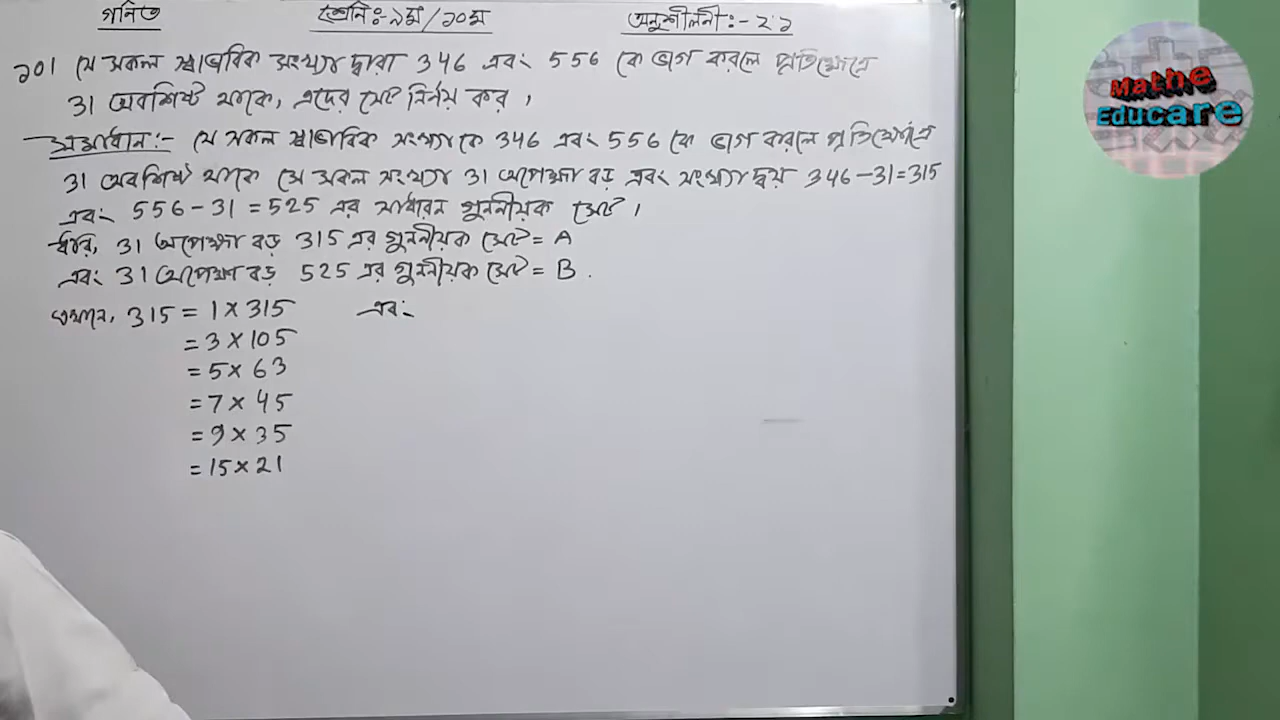 গনিত শ্রেনি:-৯ম/১০ম অনুশীলনী:-২.১
১০। যে সকল স্বাভাবিক সংখ্যা দ্বারা 346 এবং 556 কে ভাগ করলে প্রতিক্ষেত্রে
31 অবশিষ্ট থাকে, এদের সেট নির্নয় কর।
সমাধান:- যে সকল স্বাভাবিক সংখ্যাকে 346 এবং 556 কে ভাগ করলে প্রতিক্ষেত্রে
31 অবশিষ্ট থাকে সে সকল সংখ্যা 31 অপেক্ষা বড় এবং সংখ্যা দ্বয় 346-31=315
এবং 556-31=525 এর সাধারন গুননীয়ক সেট।
ধরি, 31 অপেক্ষা বড় 315 এর গুননীয়ক সেট = A
এবং 31 অপেক্ষা বড় 525 এর গুননীয়ক সেট = B.
এখানে, 315 = 1×315 এবং
= 3×105
= 5×63
= 7×45
= 9×35
= 15×21
Mathe
Educare